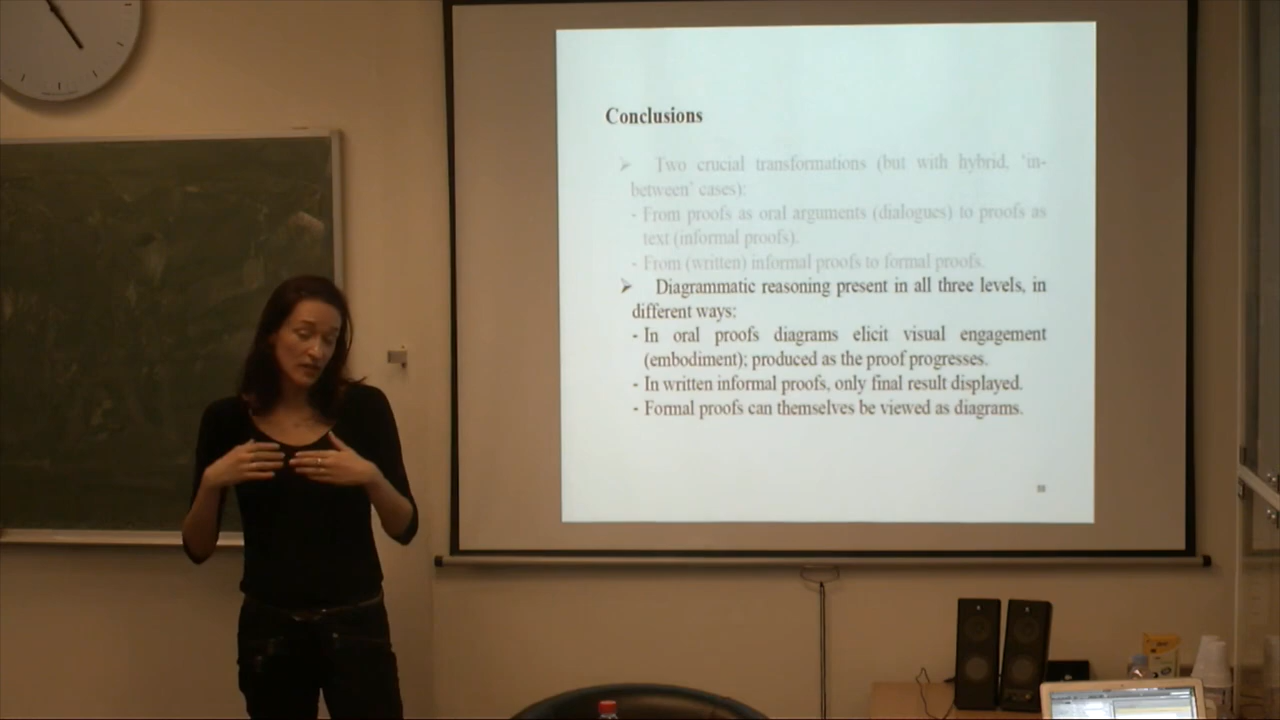 Conclusions
➢ Two crucial transformations (but with hybrid, 'in-
between' cases):
- From proofs as oral arguments (dialogues) to proofs as
text (informal proofs).
- From (written) informal proofs to formal proofs.
➢ Diagrammatic reasoning present in all three levels, in
different ways:
- In oral proofs diagrams elicit visual engagement
(embodiment); produced as the proof progresses.
- In written informal proofs, only final result displayed.
- Formal proofs can themselves be viewed as diagrams.